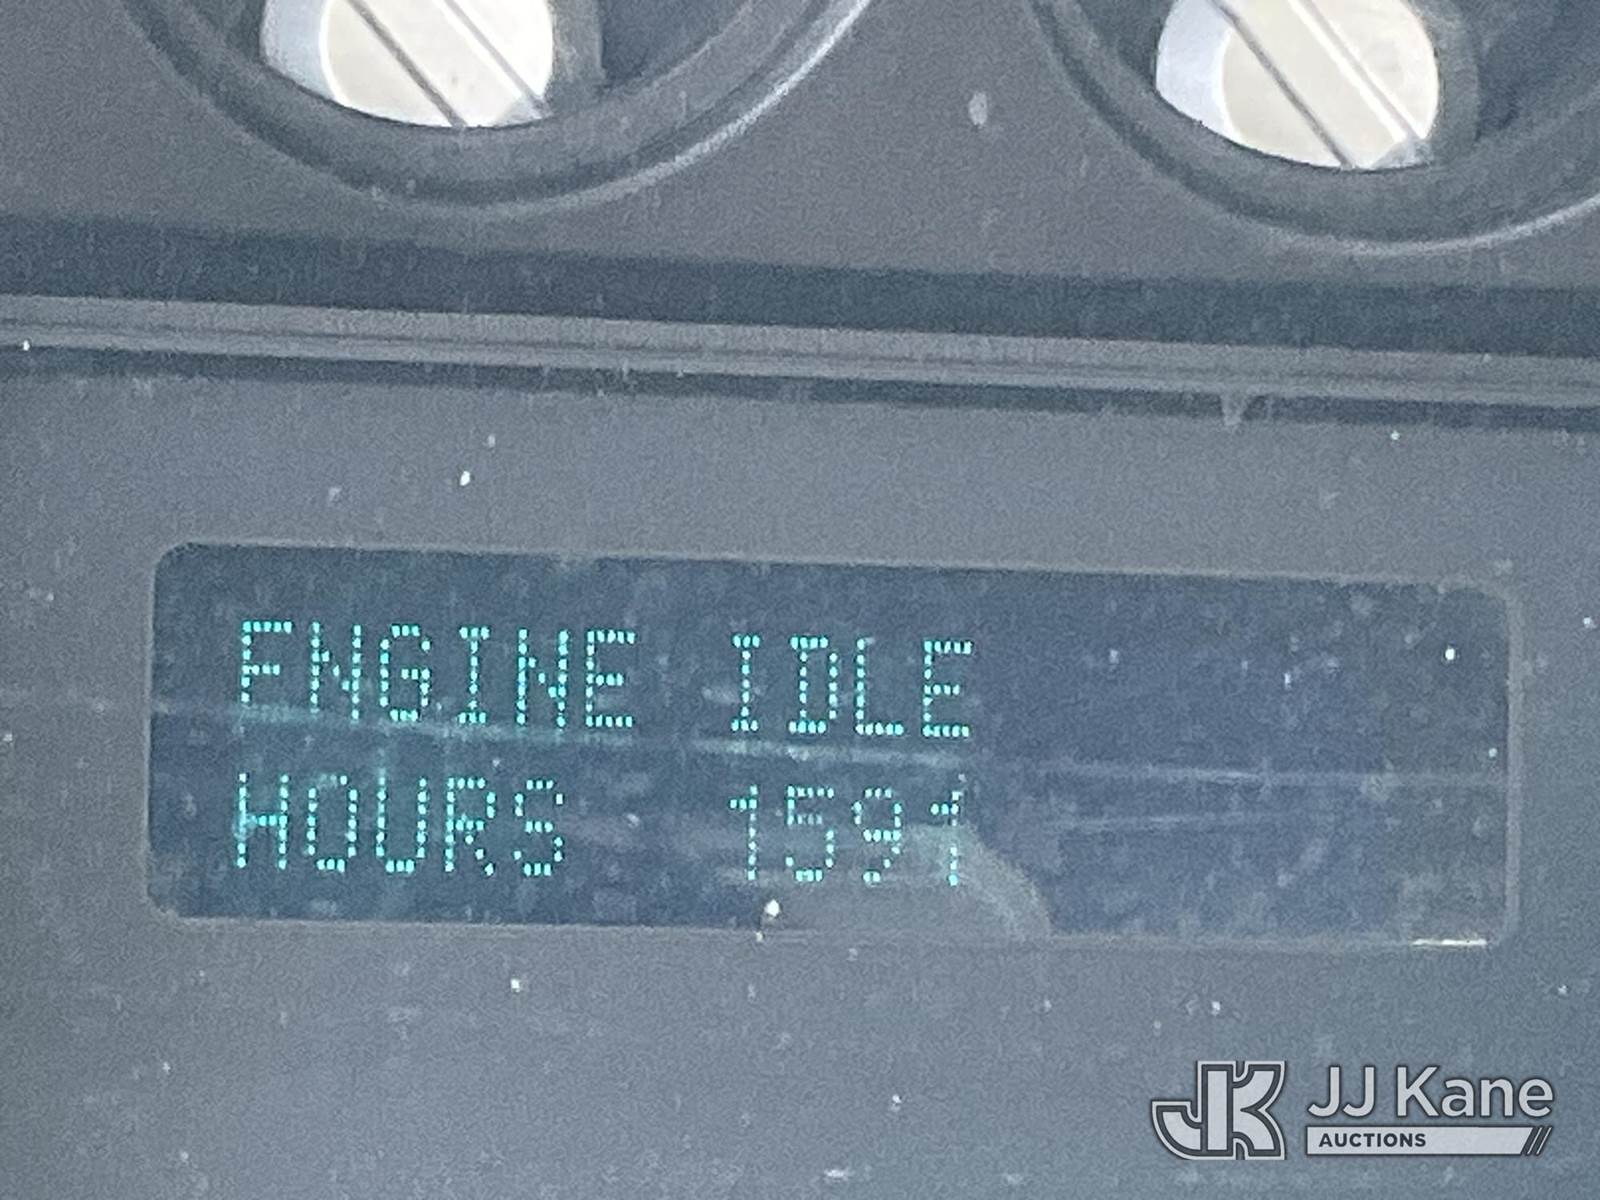 ENGINE IDLE
HOURS 1591
JJ Kane
AUCTIONS